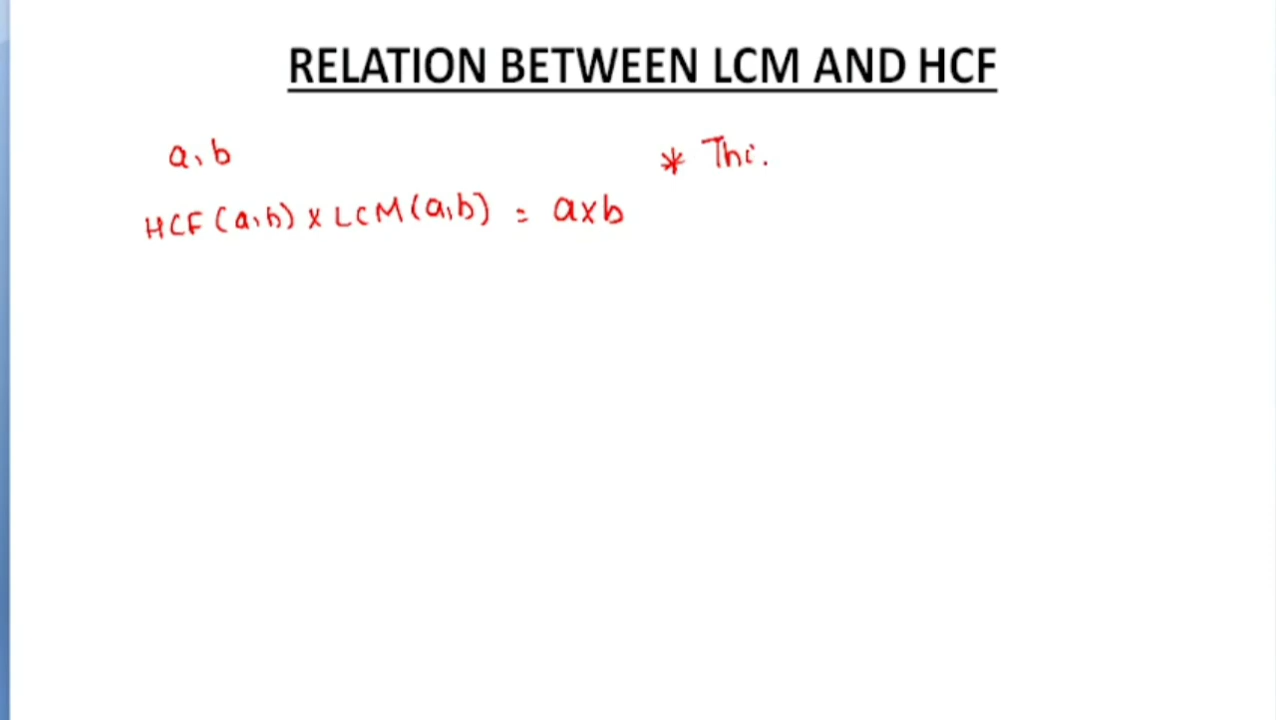 RELATION BETWEEN LCM AND HCF
a, b
* Thi.
HCF (a, b) x LCM (a, b) = a x b